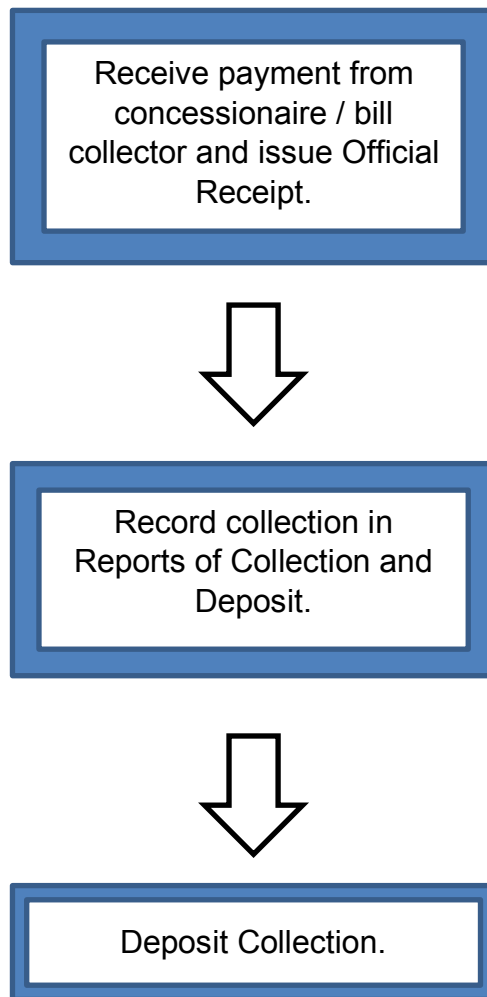 Receive payment from
concessionaire / bill
collector and issue Official
Receipt.
Record collection in
Reports of Collection and
Deposit.
Deposit Collection.